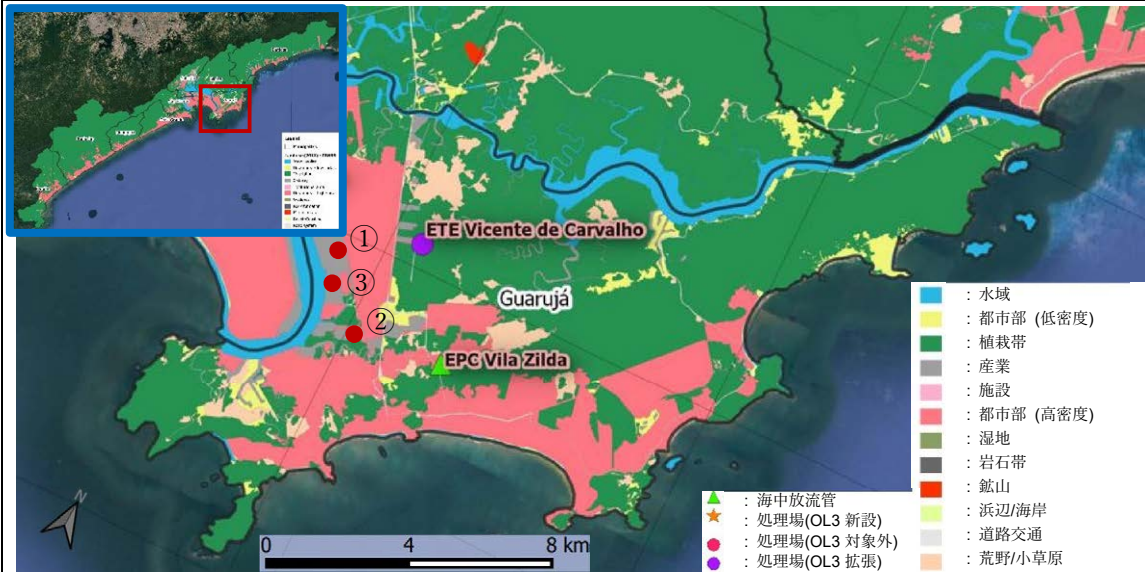 ①
ETE Vicente de Carvalho
③
Guarujá
②
EPC Vila Zilda
N
0 4 8 km
: 海中放流管
: 処理場(OL3 新設)
: 処理場(OL3 対象外)
: 処理場(OL3 拡張)
: 水域
: 都市部 (低密度)
: 植栽帯
: 産業
: 施設
: 都市部 (高密度)
: 湿地
: 岩石帯
: 鉱山
: 浜辺/海岸
: 道路交通
: 荒野/小草原